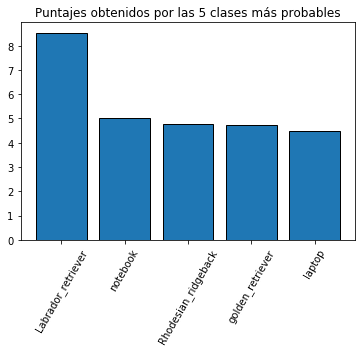 Puntajes obtenidos por las 5 clases más probables
8
7
6
5
4
3
2
1
0
Labrador_retriever
notebook
Rhodesian_ridgeback
golden_retriever
laptop